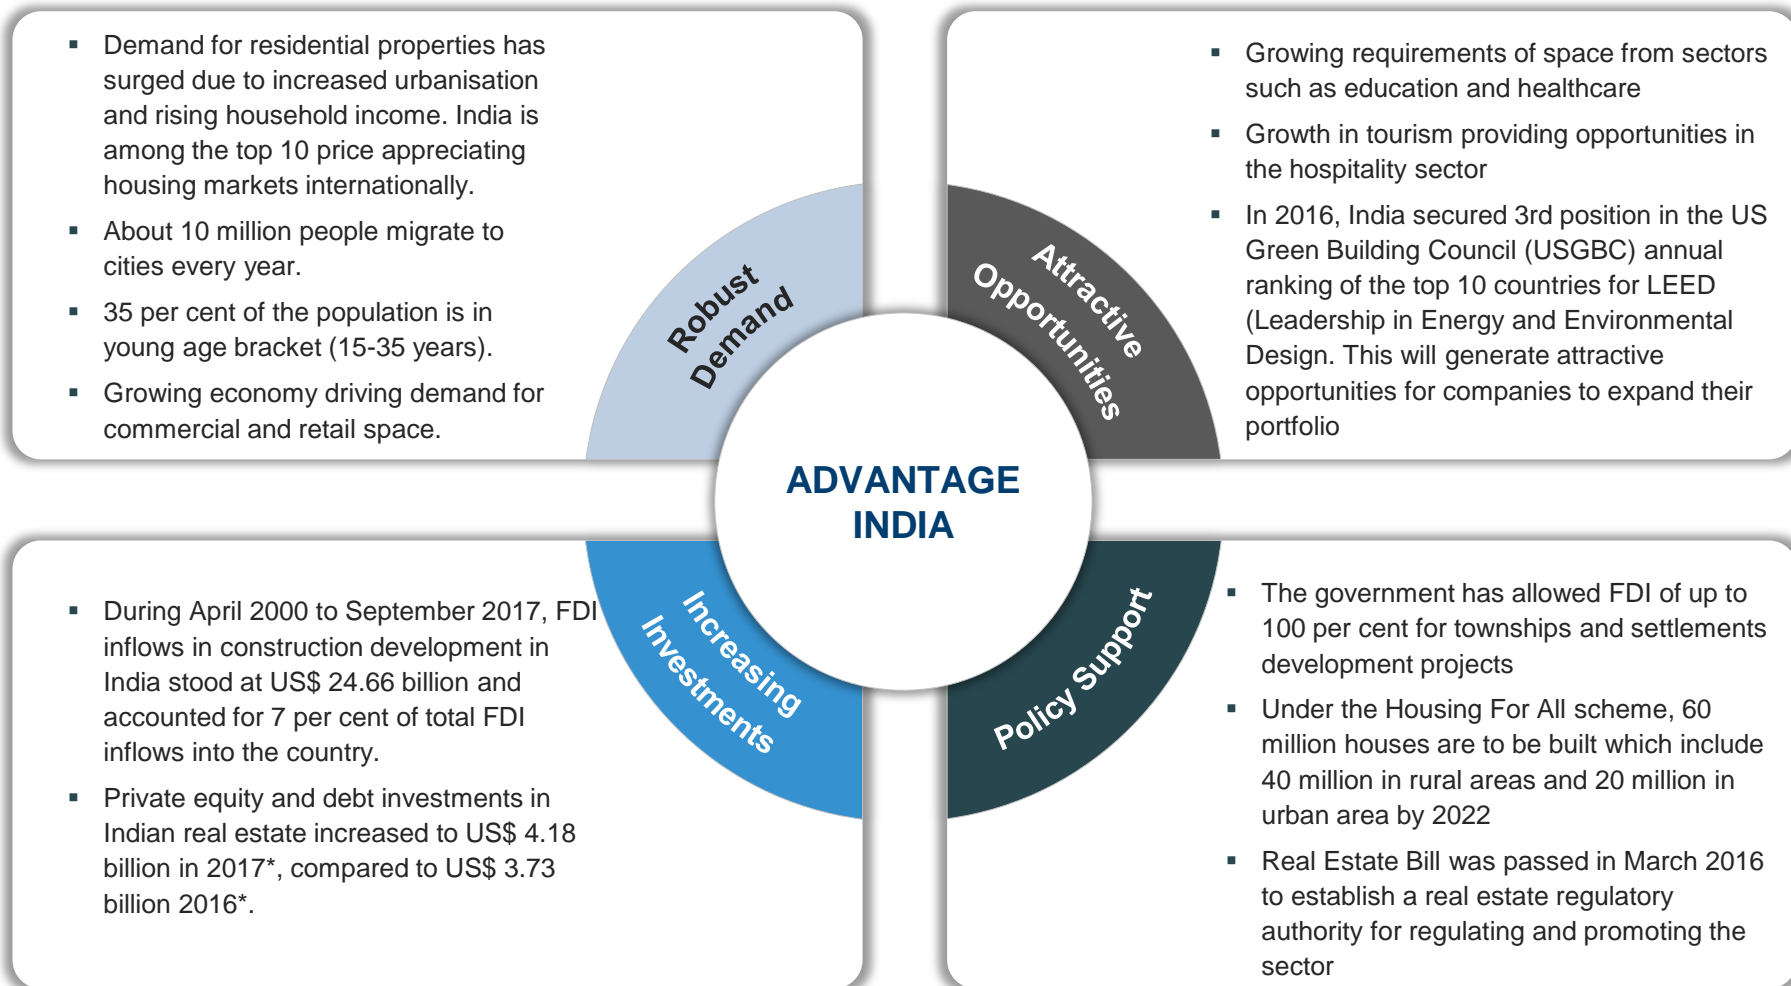 ▪ Demand for residential properties has
surged due to increased urbanisation
and rising household income. India is
among the top 10 price appreciating
housing markets internationally.
▪ About 10 million people migrate to
cities every year.
▪ 35 per cent of the population is in
young age bracket (15-35 years).
▪ Growing economy driving demand for
commercial and retail space.
Robust
Demand
▪ Growing requirements of space from sectors
such as education and healthcare
▪ Growth in tourism providing opportunities in
the hospitality sector
▪ In 2016, India secured 3rd position in the US
Green Building Council (USGBC) annual
ranking of the top 10 countries for LEED
(Leadership in Energy and Environmental
Design. This will generate attractive
opportunities for companies to expand their
portfolio
Attractive
Opportunities
ADVANTAGE
INDIA
▪ During April 2000 to September 2017, FDI
inflows in construction development in
India stood at US$ 24.66 billion and
accounted for 7 per cent of total FDI
inflows into the country.
▪ Private equity and debt investments in
Indian real estate increased to US$ 4.18
billion in 2017*, compared to US$ 3.73
billion 2016*.
Increasing
Investments
Policy Support
▪ The government has allowed FDI of up to
100 per cent for townships and settlements
development projects
▪ Under the Housing For All scheme, 60
million houses are to be built which include
40 million in rural areas and 20 million in
urban area by 2022
▪ Real Estate Bill was passed in March 2016
to establish a real estate regulatory
authority for regulating and promoting the
sector